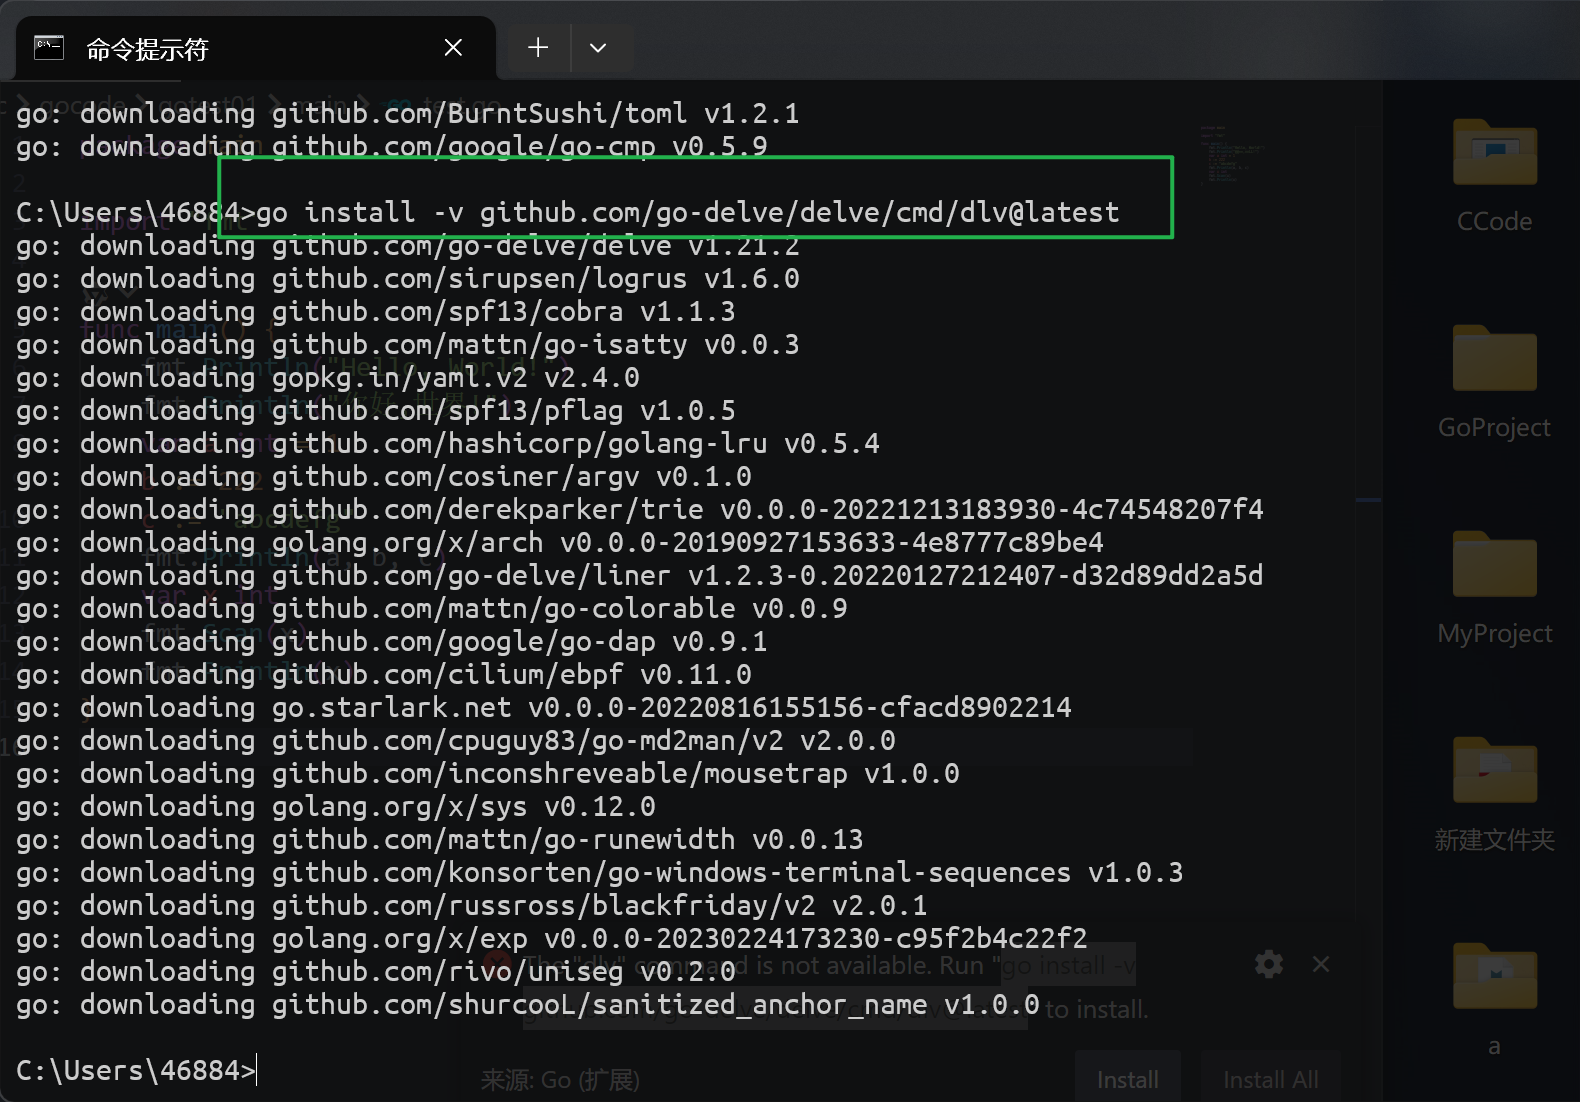 命令提示符
go: downloading github.com/BurntSushi/toml v1.2.1
go: downloading github.com/google/go-cmp v0.5.9
C:\Users\46884>go install -v github.com/go-delve/delve/cmd/dlv@latest
go: downloading github.com/go-delve/delve v1.21.2
go: downloading github.com/sirupsen/logrus v1.6.0
go: downloading github.com/spf13/cobra v1.1.3
go: downloading github.com/mattn/go-isatty v0.0.3
go: downloading gopkg.in/yaml.v2 v2.4.0
go: downloading github.com/spf13/pflag v1.0.5
go: downloading github.com/hashicorp/golang-lru v0.5.4
go: downloading github.com/cosiner/argv v0.1.0
go: downloading github.com/derekparker/trie v0.0.0-20221213183930-4c74548207f4
go: downloading golang.org/x/arch v0.0.0-20190927153633-4e8777c89be4
go: downloading github.com/go-delve/liner v1.2.3-0.20220127212407-d32d89dd2a5d
go: downloading github.com/mattn/go-colorable v0.0.9
go: downloading github.com/google/go-dap v0.9.1
go: downloading github.com/cilium/ebpf v0.11.0
go: downloading go.starlark.net v0.0.0-20220816155156-cfacd8902214
go: downloading github.com/cpuguy83/go-md2man/v2 v2.0.0
go: downloading github.com/inconshreveable/mousetrap v1.0.0
go: downloading golang.org/x/sys v0.12.0
go: downloading github.com/mattn/go-runewidth v0.0.13
go: downloading github.com/konsorten/go-windows-terminal-sequences v1.0.3
go: downloading github.com/russross/blackfriday/v2 v2.0.1
go: downloading golang.org/x/exp v0.0.0-20230224173230-c95f2b4c22f2
go: downloading github.com/rivo/uniseg v0.2.0
go: downloading github.com/shurcooL/sanitized_anchor_name v1.0.0
C:\Users\46884>
The "dlv" command is not available. Run "go install -v
to install.
来源: Go (扩展)
Install
Install All
CCode
GoProject
MyProject
新建文件夹
a